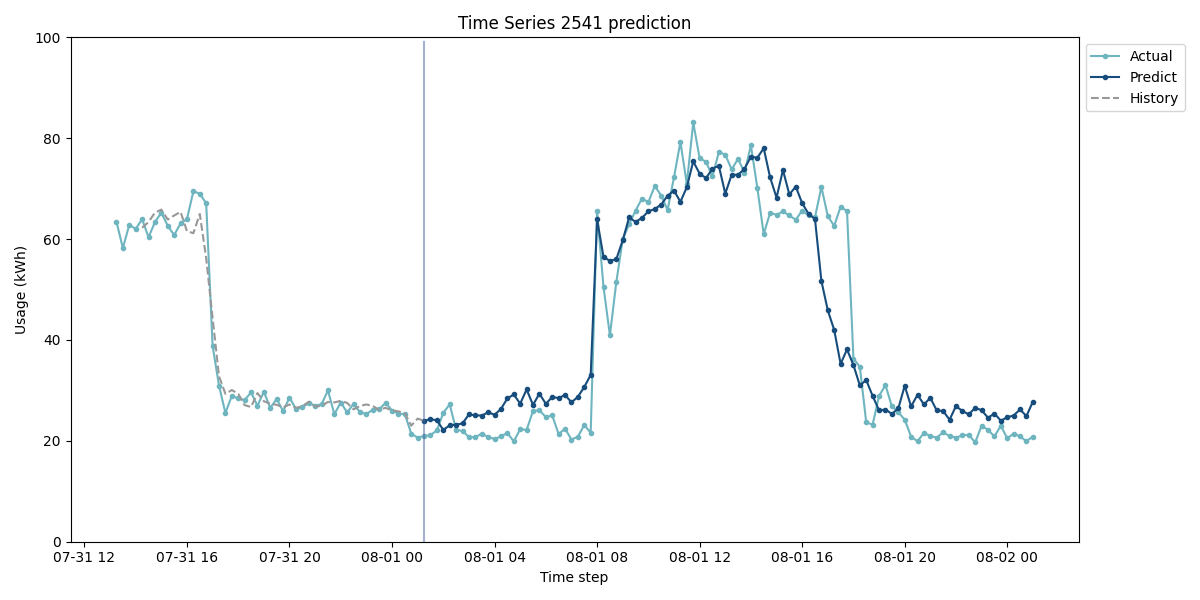 Time Series 2541 prediction
100
80
60
40
20
0
Usage (kWh)
07-31 12
07-31 16
07-31 20
08-01 00
08-01 04
08-01 08
08-01 12
08-01 16
08-01 20
08-02 00
Time step
Actual
Predict
History